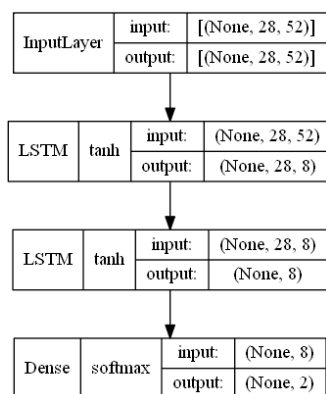 InputLayer
input: [(None, 28, 52)]
output: [(None, 28, 52)]
LSTM tanh
input: (None, 28, 52)
output: (None, 28, 8)
LSTM tanh
input: (None, 28, 8)
output: (None, 8)
Dense softmax
input: (None, 8)
output: (None, 2)